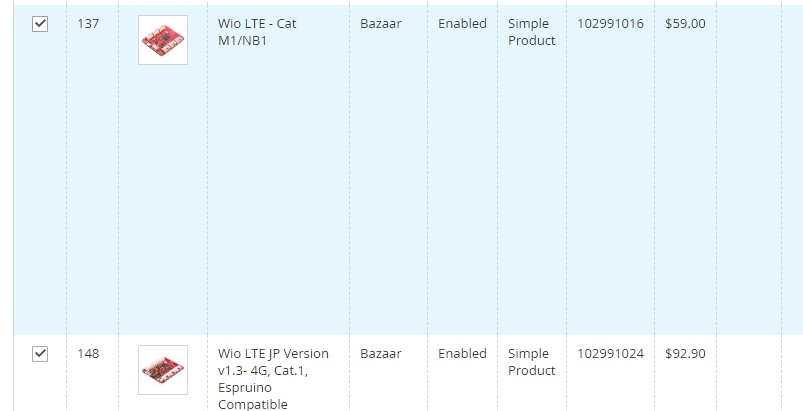 137 Wio LTE - Cat Bazaar Enabled Simple 102991016 $59.00
M1/NB1 Product
148 Wio LTE JP Version Bazaar Enabled Simple 102991024 $92.90
v1.3- 4G, Cat.1, Product
Espruino
Compatible